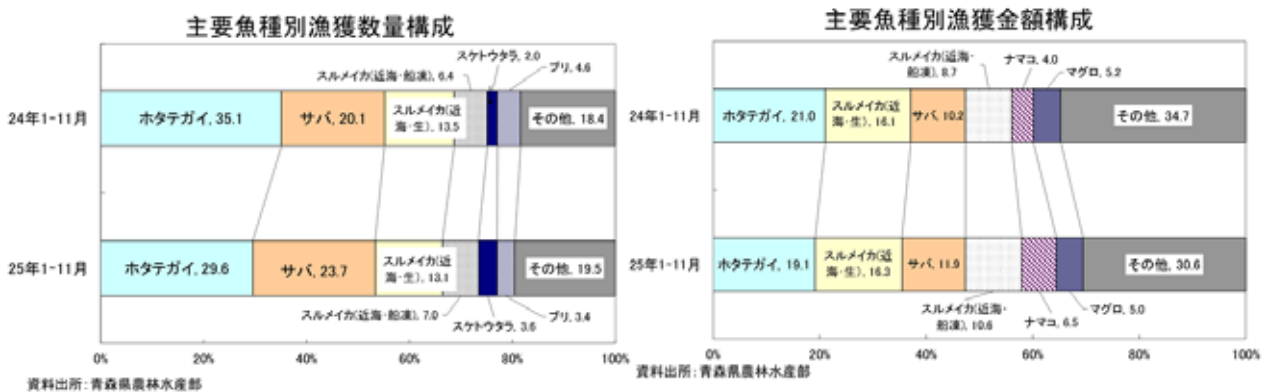 主要魚種別漁獲数量構成
スケトウタラ, 2.0
スルメイカ(近海・船凍), 6.4
ブリ, 4.6
24年1-11月
ホタテガイ, 35.1
サバ, 20.1
スルメイカ(近
海・生), 13.5
その他, 18.4
25年1-11月
ホタテガイ, 29.6
サバ, 23.7
スルメイカ(近
海・生), 13.1
その他, 19.5
スルメイカ(近海・船凍), 7.0
スケトウタラ, 3.6
ブリ, 3.4
0%
20%
40%
60%
80%
100%
資料出所:青森県農林水産部
主要魚種別漁獲金額構成
スルメイカ(近海・
船凍), 8.7
ナマコ, 4.0
マグロ, 5.2
24年1-11月
ホタテガイ, 21.0
スルメイカ(近
海・生), 16.1
サバ, 10.2
その他, 34.7
25年1-11月
ホタテガイ, 19.1
スルメイカ(近
海・生), 16.3
サバ, 11.9
その他, 30.6
スルメイカ(近海・
船凍), 10.6
ナマコ, 6.5
マグロ, 5.0
0%
20%
40%
60%
80%
100%
資料出所:青森県農林水産部